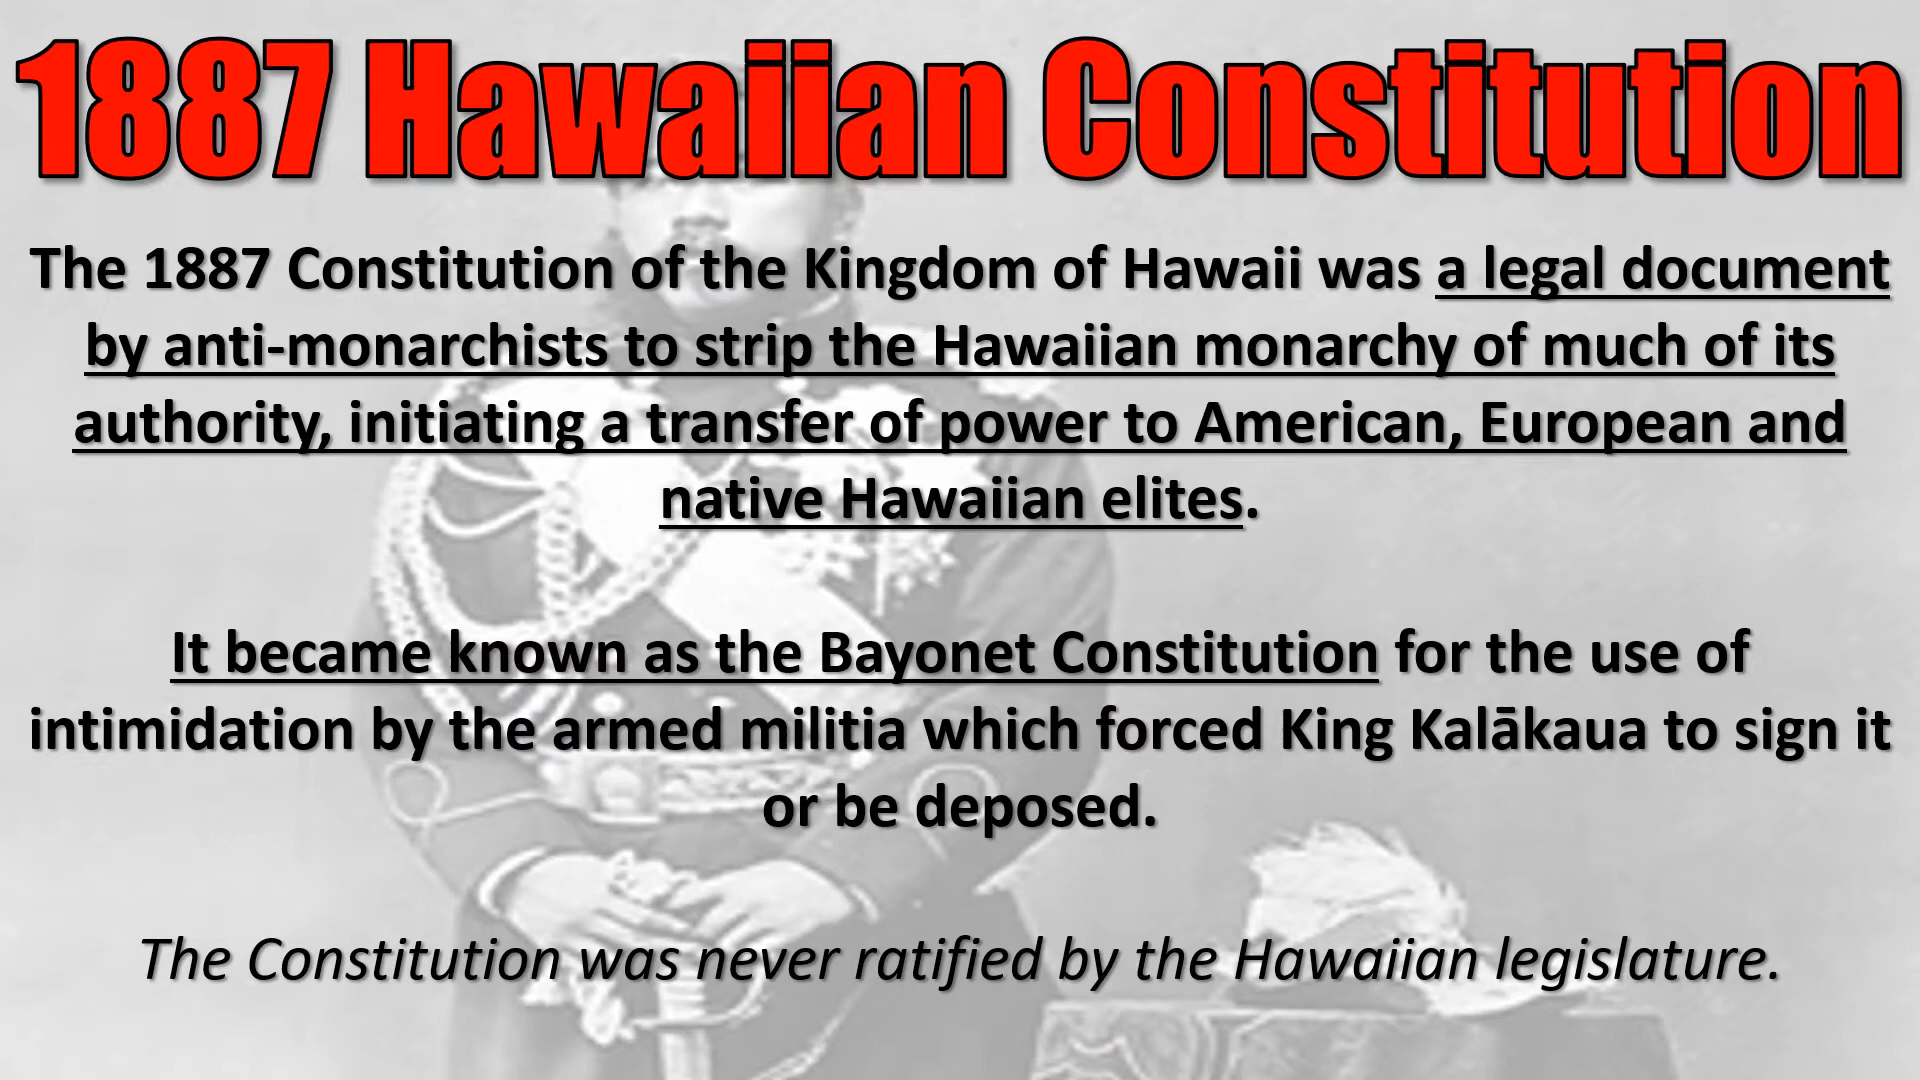 1887 Hawaiian Constitution
The 1887 Constitution of the Kingdom of Hawaii was a legal document
by anti-monarchists to strip the Hawaiian monarchy of much of its
authority, initiating a transfer of power to American, European and
native Hawaiian elites.
It became known as the Bayonet Constitution for the use of
intimidation by the armed militia which forced King Kalākaua to sign it
or be deposed.
The Constitution was never ratified by the Hawaiian legislature.